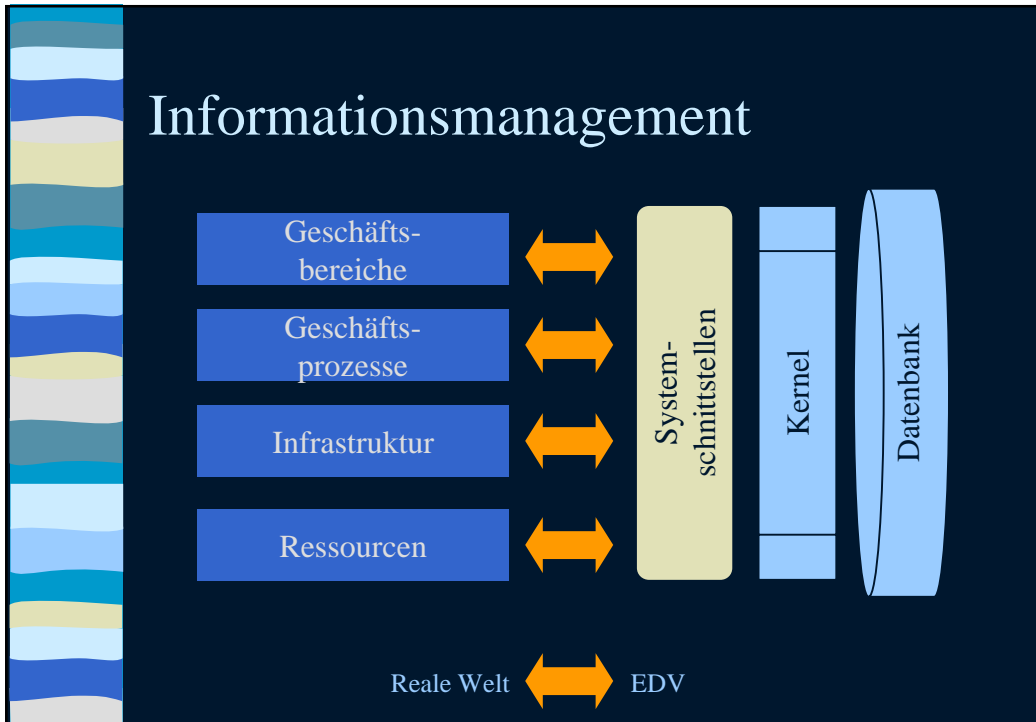 Informationsmanagement
Geschäfts-
bereiche
Geschäfts-
prozesse
Infrastruktur
Ressourcen
System-
schnittstellen
Kernel
Datenbank
Reale Welt
EDV